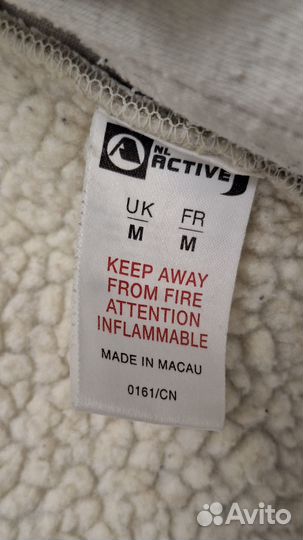 NL
ACTIVE
UK FR
M M
KEEP AWAY
FROM FIRE
ATTENTION
INFLAMMABLE
MADE IN MACAU
0161/CN
Avito